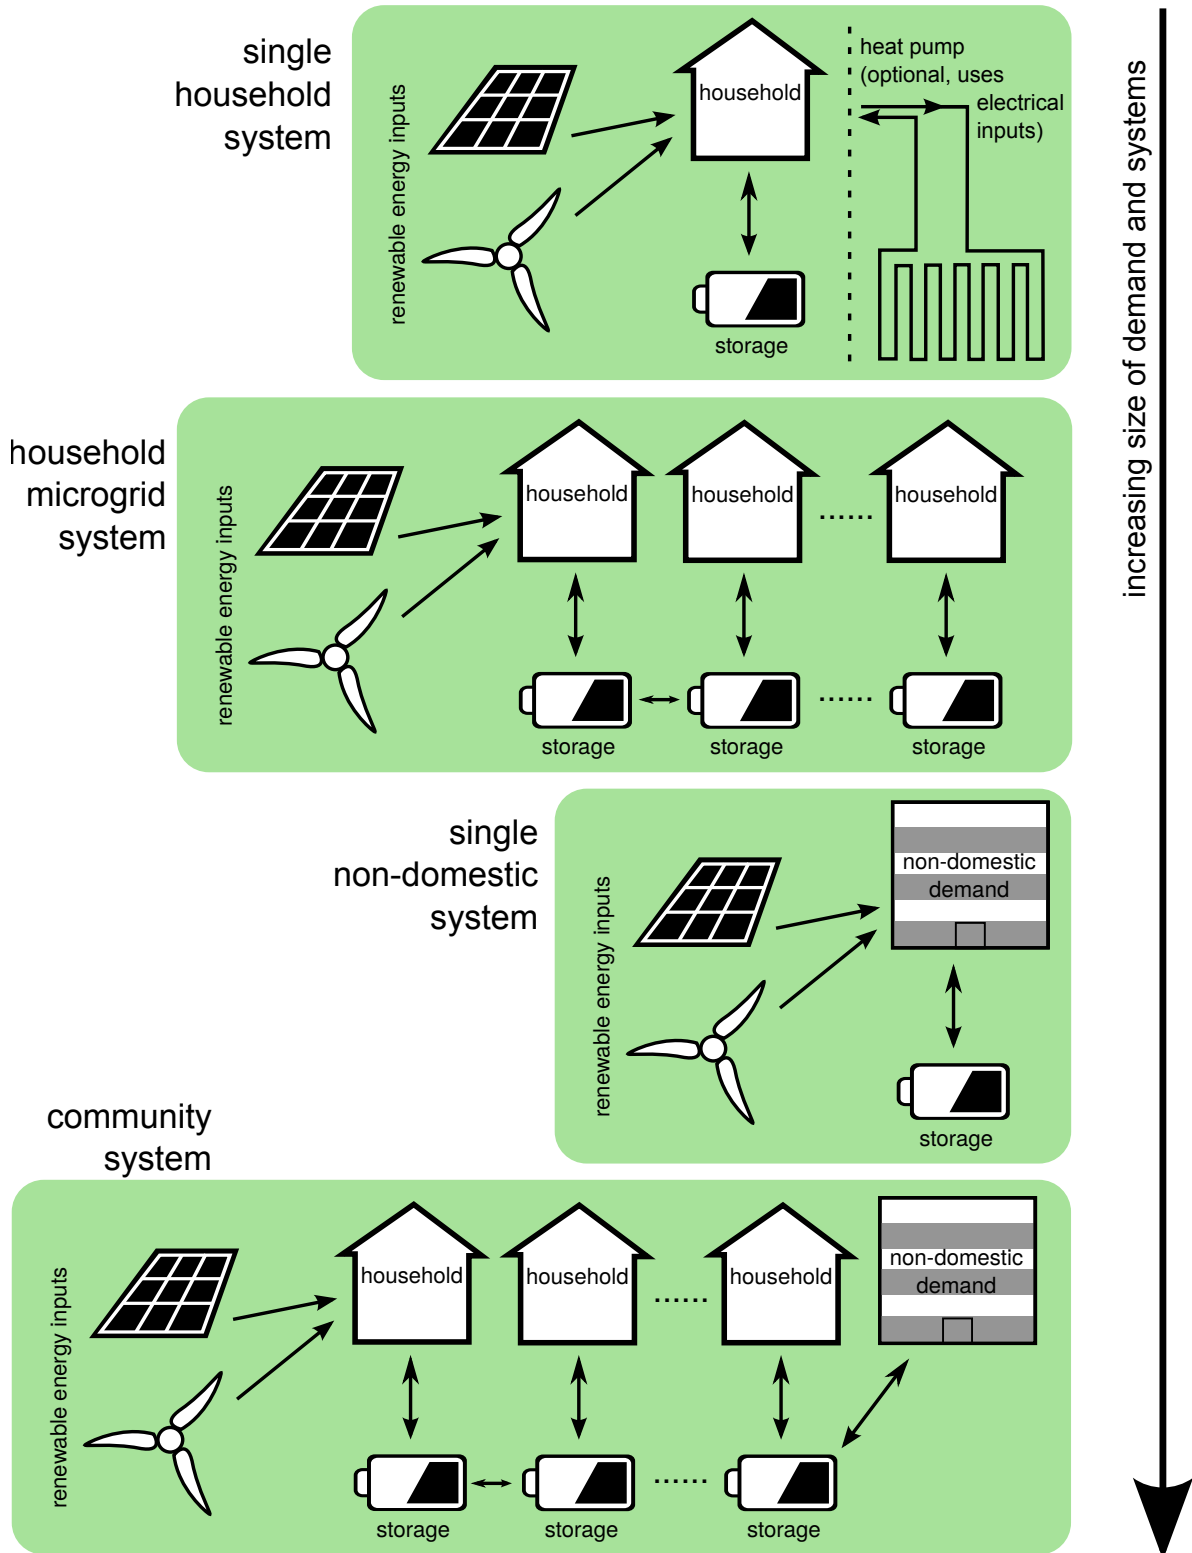 single
household
system
renewable energy inputs
household
storage
heat pump
(optional, uses
electrical
inputs)
increasing size of demand and systems
household
microgrid
system
renewable energy inputs
household
household
......
household
storage
storage
......
storage
single
non-domestic
system
renewable energy inputs
non-domestic
demand
storage
community
system
renewable energy inputs
household
household
......
household
non-domestic
demand
storage
storage
......
storage